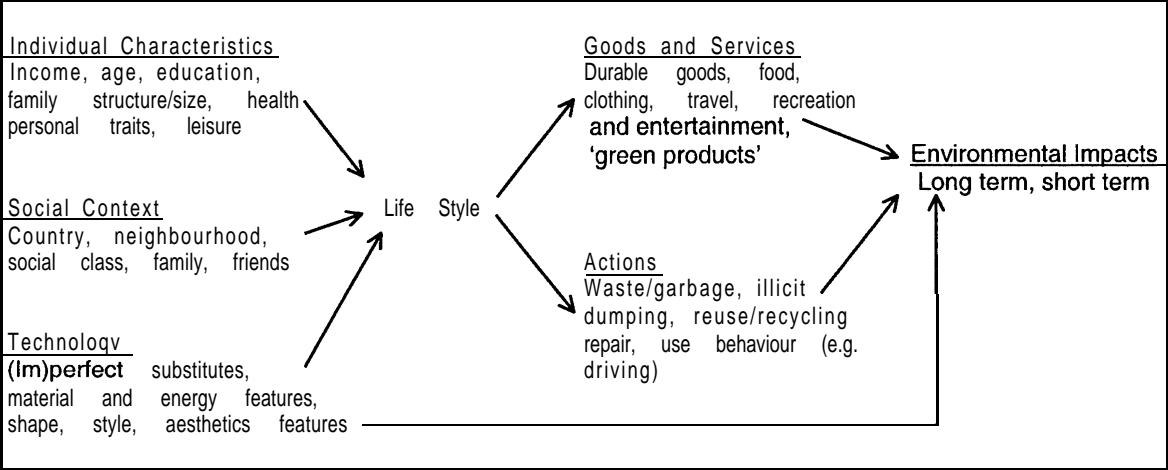 Individual Characteristics
Income, age, education,
family structure/size, health
personal traits, leisure
Social Context
Country, neighbourhood,
social class, family, friends
Technoloqv
(Im)perfect substitutes,
material and energy features,
shape, style, aesthetics features
Life Style
Goods and Services
Durable goods, food,
clothing, travel, recreation
and entertainment,
‘green products’
Actions
Waste/garbage, illicit
dumping, reuse/recycling
repair, use behaviour (e.g.
driving)
Environmental Impacts
Long term, short term